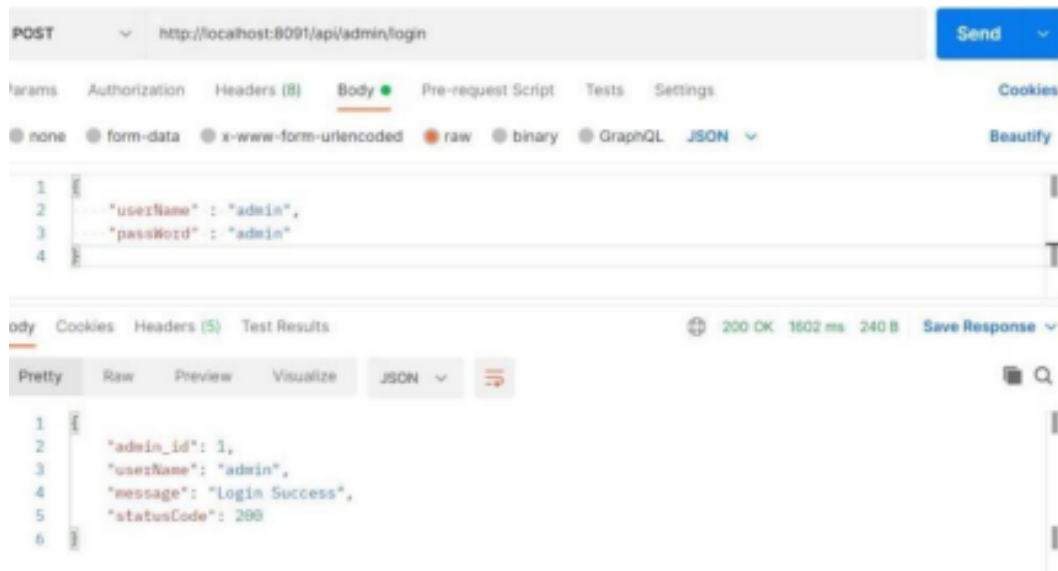 POST http://localhost:8091/api/admin/login Send
Params Authorization Headers (8) Body Pre-request Script Tests Settings Cookies
none form-data x-www-form-urlencoded raw binary GraphQL JSON Beautify
1 {
2 "userName" : "admin",
3 "passWord" : "admin"
4 }
ody Cookies Headers (5) Test Results 200 OK 1602 ms 240 B Save Response
Pretty Raw Preview Visualize JSON
1 {
2 "admin_id": 1,
3 "userName": "admin",
4 "message": "Login Success",
5 "statusCode": 200
6 }